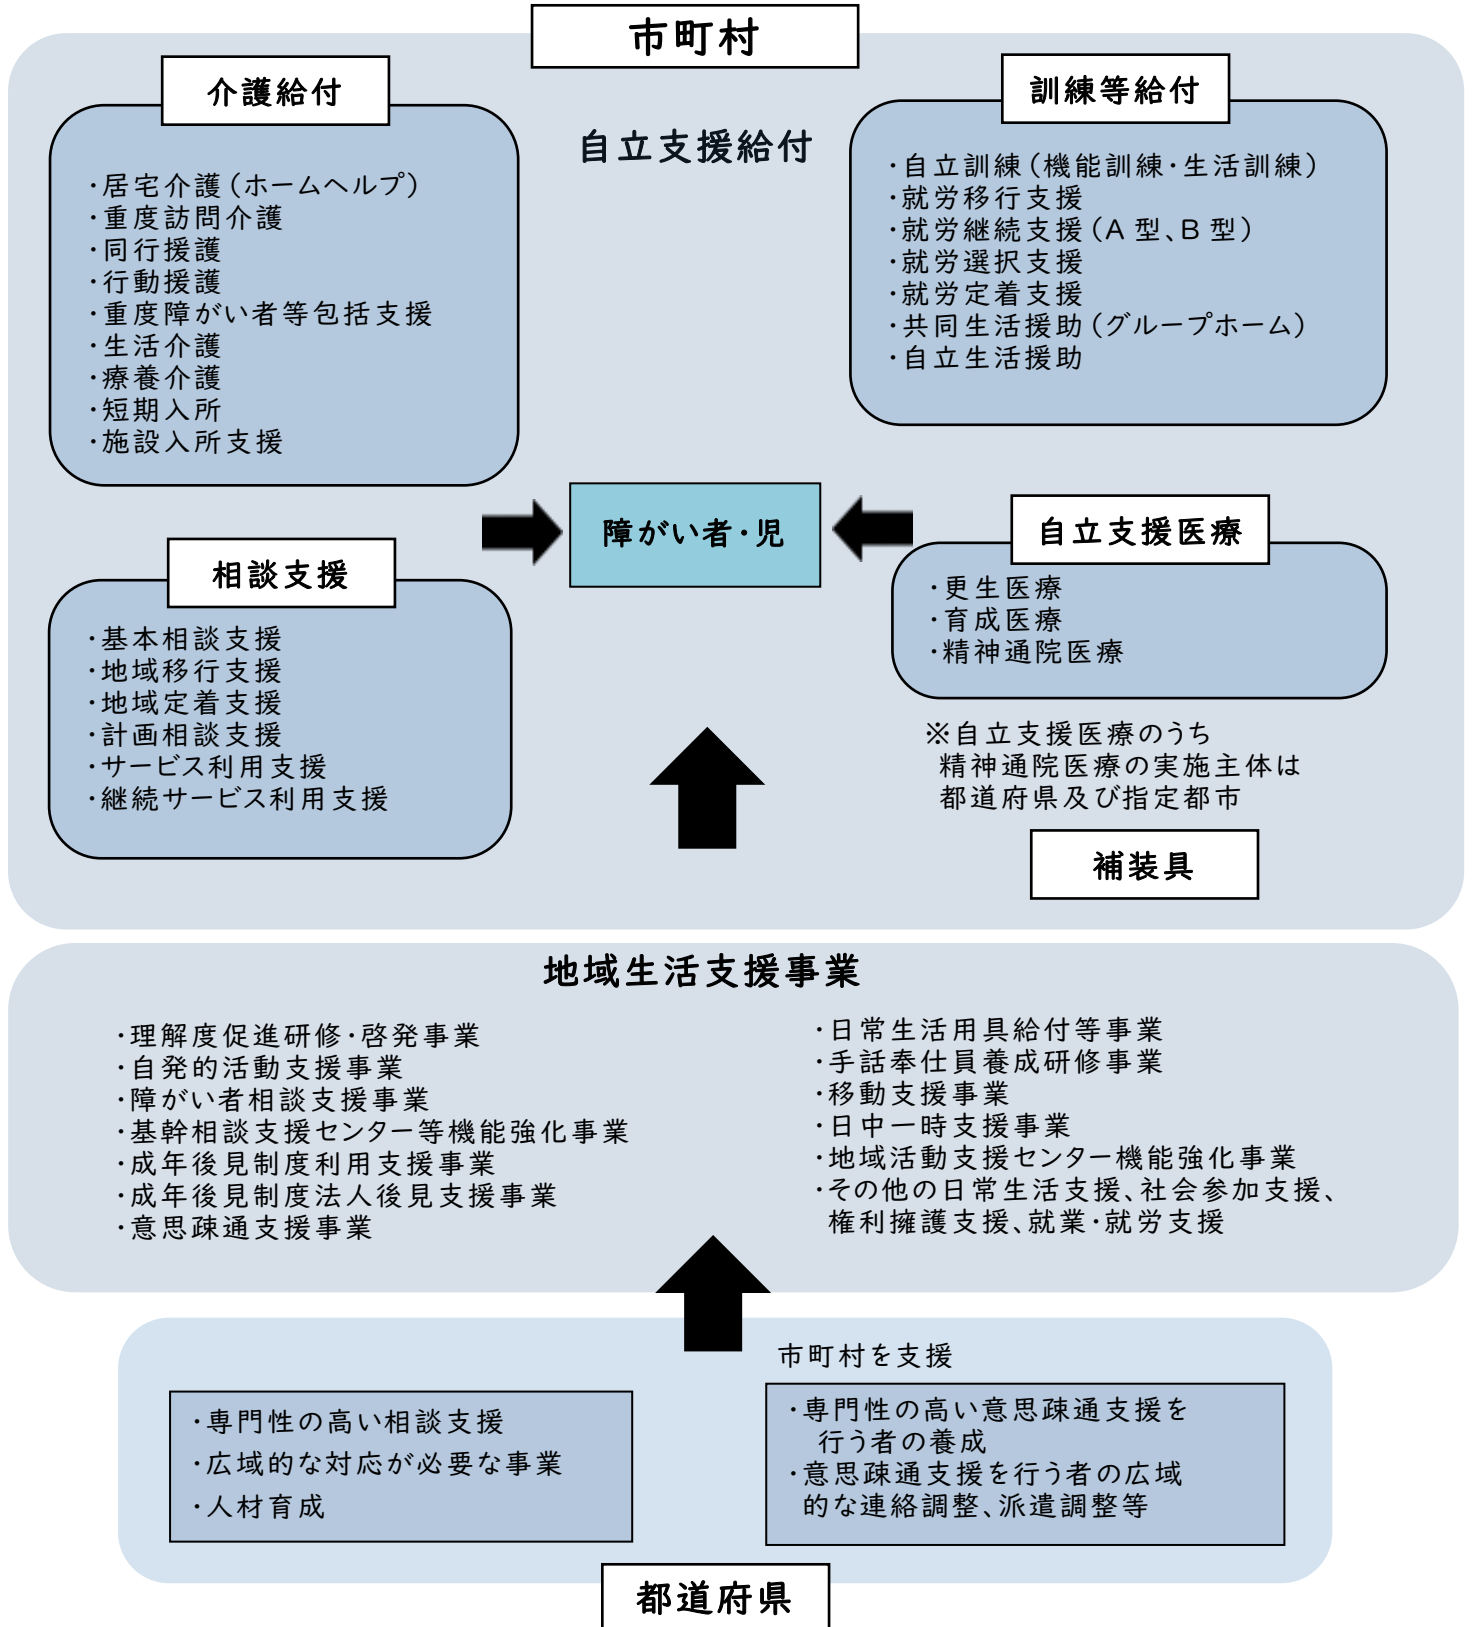 市町村
自立支援給付
介護給付
・居宅介護(ホームヘルプ)
・重度訪問介護
・同行援護
・行動援護
・重度障がい者等包括支援
・生活介護
・療養介護
・短期入所
・施設入所支援
訓練等給付
・自立訓練(機能訓練・生活訓練)
・就労移行支援
・就労継続支援(A 型、B 型)
・就労選択支援
・就労定着支援
・共同生活援助(グループホーム)
・自立生活援助
障がい者・児
相談支援
・基本相談支援
・地域移行支援
・地域定着支援
・計画相談支援
・サービス利用支援
・継続サービス利用支援
自立支援医療
・更生医療
・育成医療
・精神通院医療
※自立支援医療のうち
精神通院医療の実施主体は
都道府県及び指定都市
補装具
地域生活支援事業
・理解度促進研修・啓発事業
・自発的活動支援事業
・障がい者相談支援事業
・基幹相談支援センター等機能強化事業
・成年後見制度利用支援事業
・成年後見制度法人後見支援事業
・意思疎通支援事業
・日常生活用具給付等事業
・手話奉仕員養成研修事業
・移動支援事業
・日中一時支援事業
・地域活動支援センター機能強化事業
・その他の日常生活支援、社会参加支援、
権利擁護支援、就業・就労支援
市町村を支援
・専門性の高い相談支援
・広域的な対応が必要な事業
・人材育成
・専門性の高い意思疎通支援を
行う者の養成
・意思疎通支援を行う者の広域
的な連絡調整、派遣調整等
都道府県